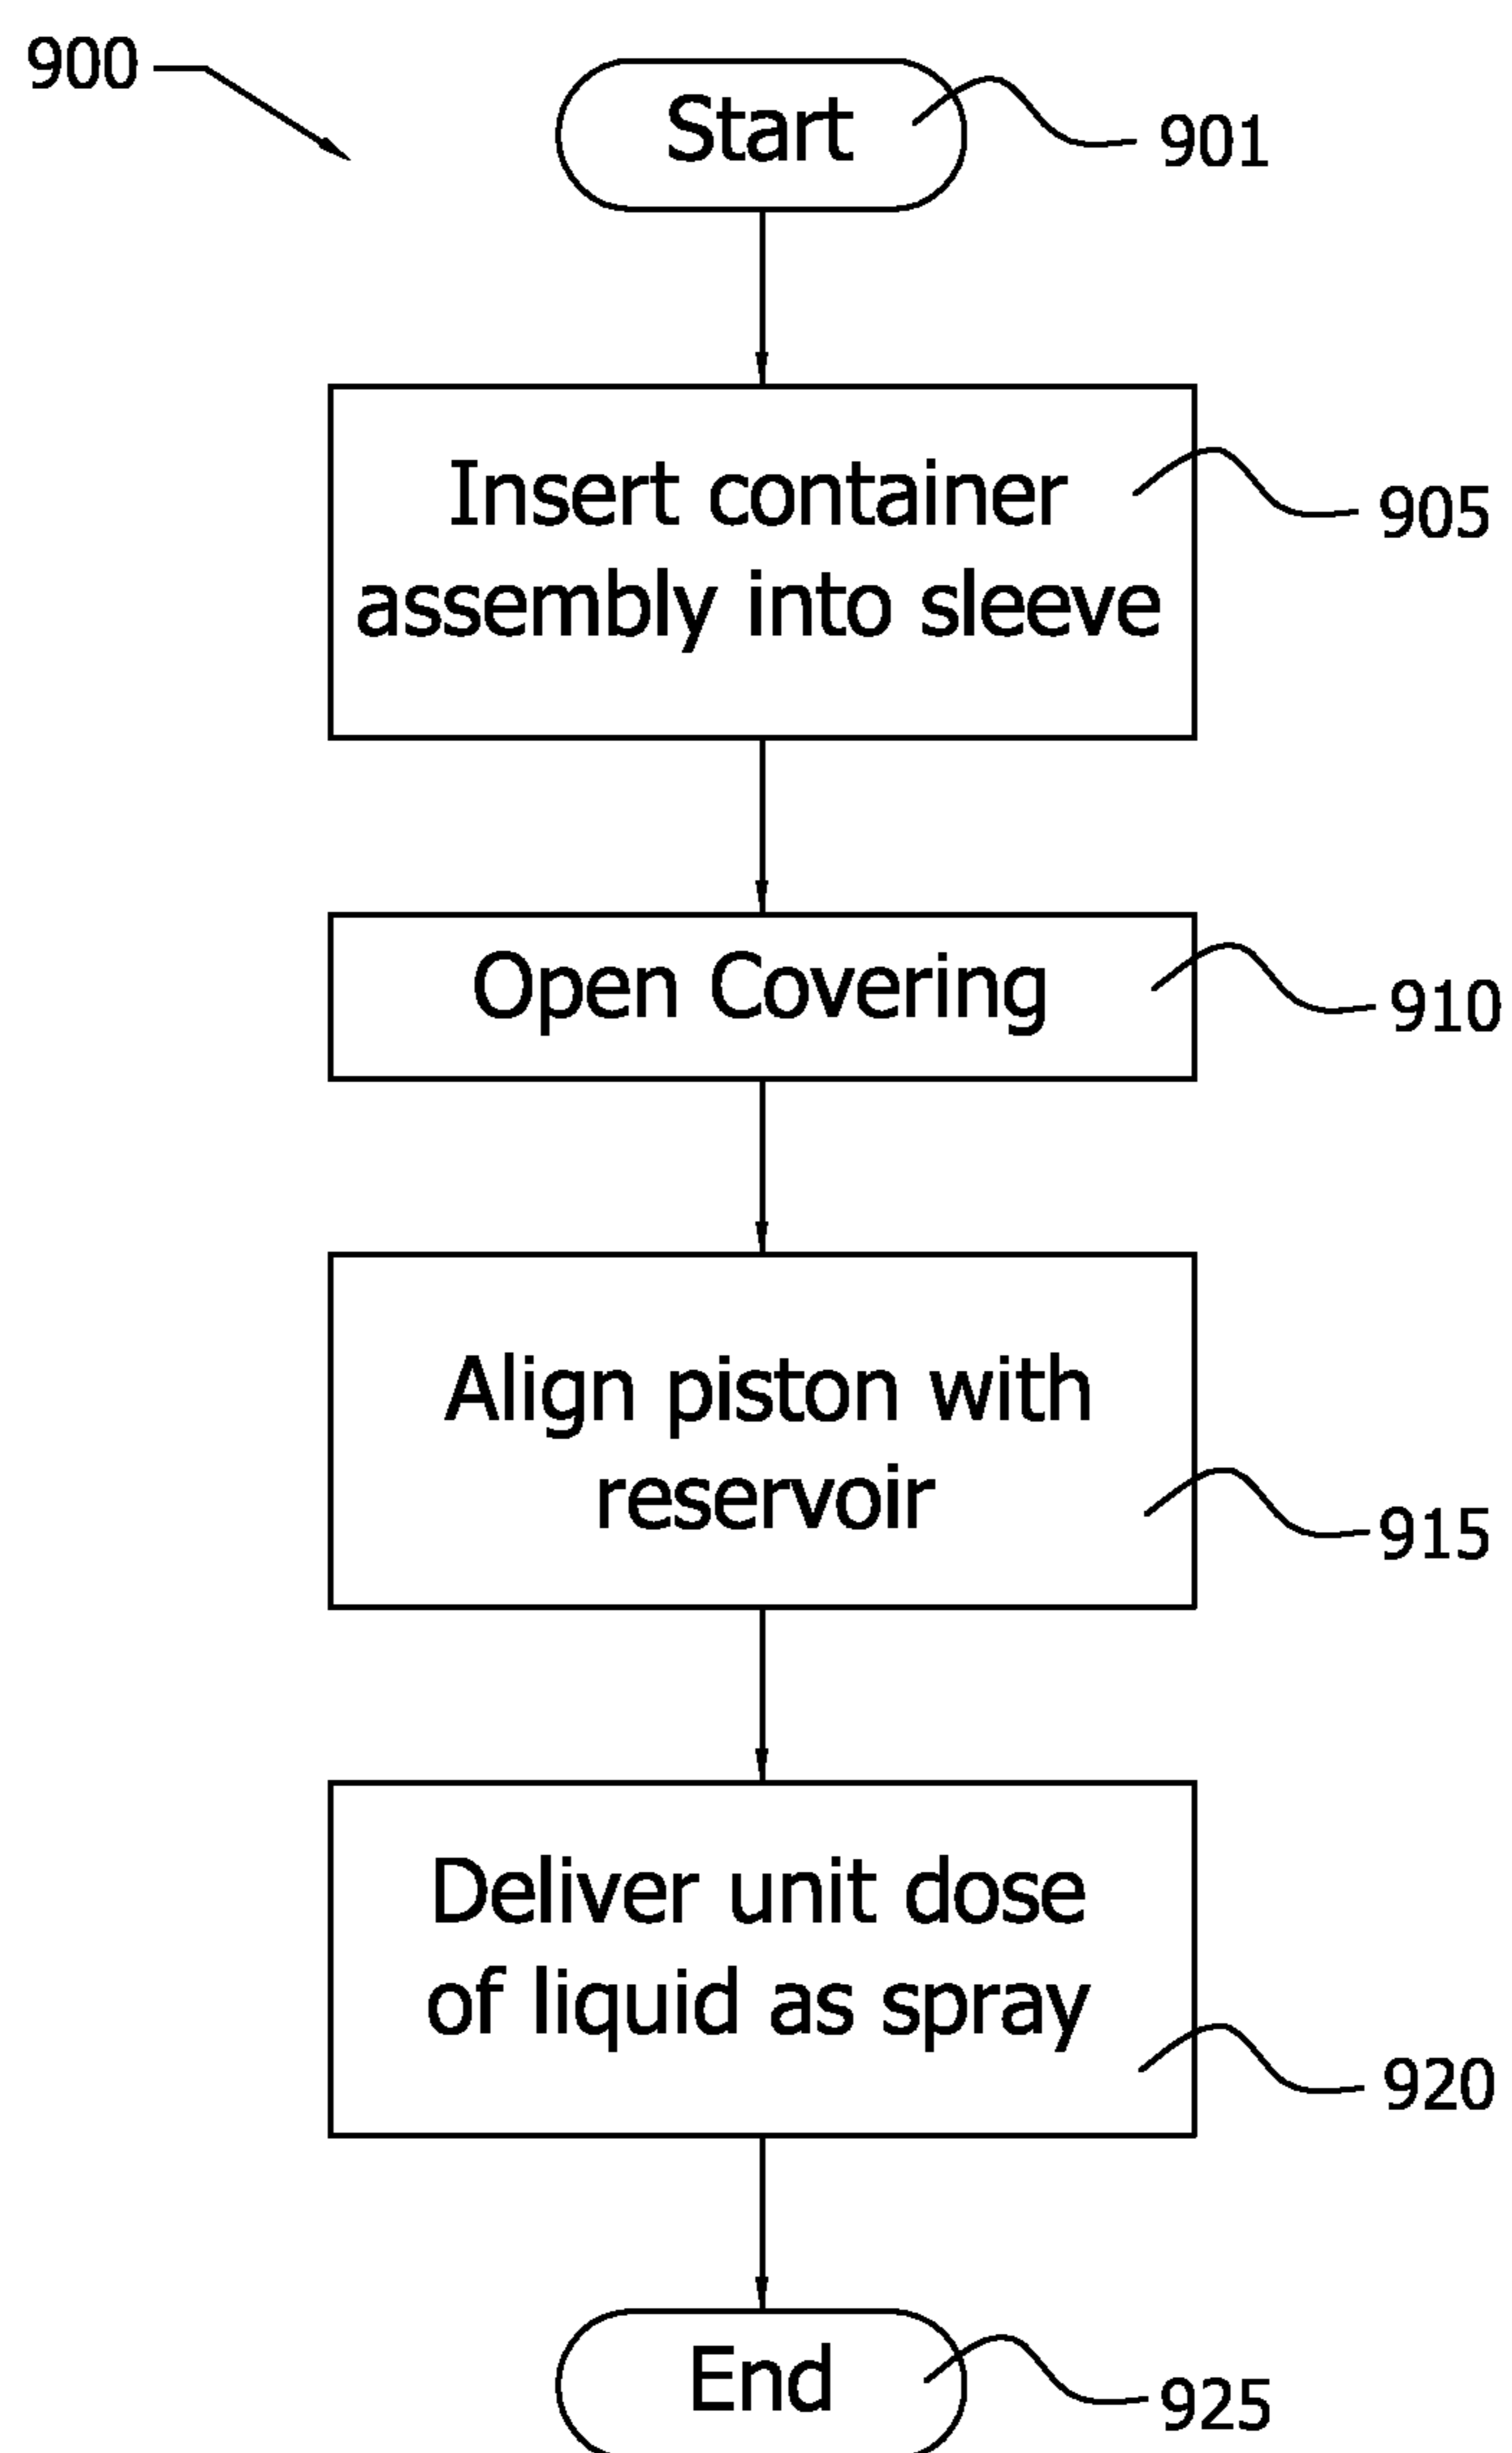 900
Start
901
Insert container
905
assembly into sleeve
Open Covering
910
Align piston with
reservoir
915
Deliver unit dose
of liquid as spray
920
End
925